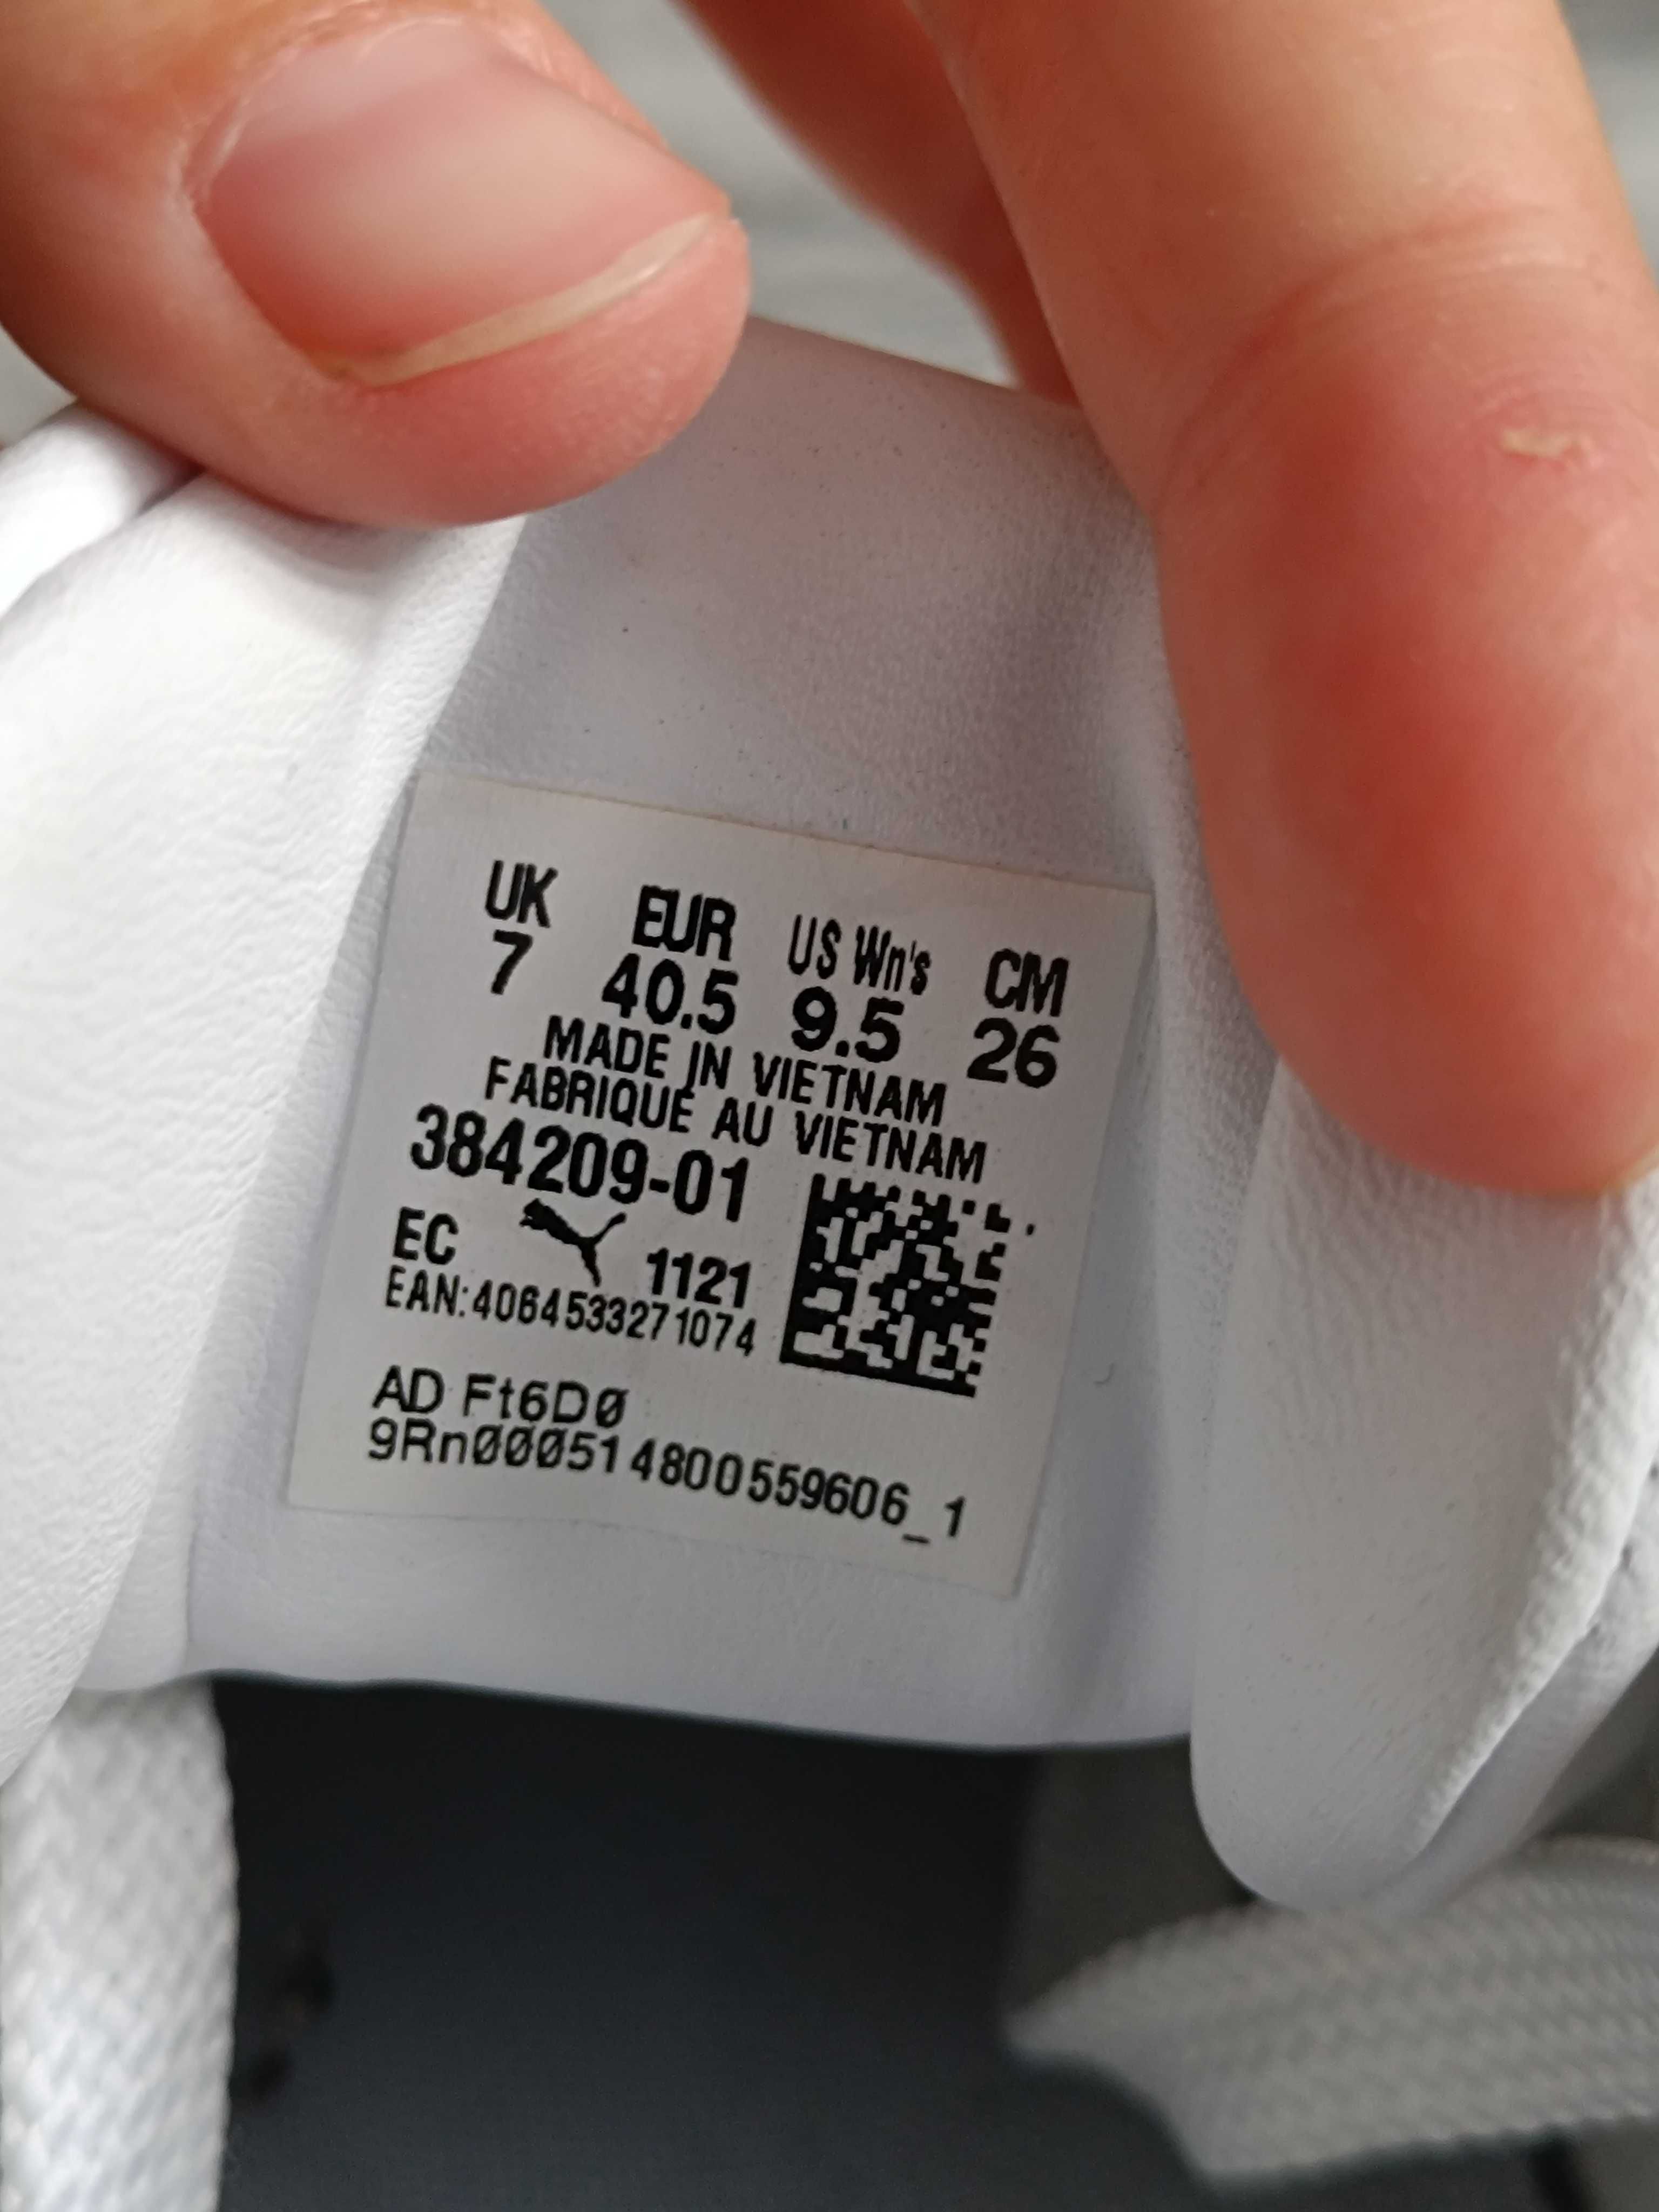 UK EUR US Wn's CM
7 40.5 9.5 26
MADE IN VIETNAM
FABRIQUÉ AU VIETNAM
384209-01
EC 1121
EAN:4064533271074
AD Ft6DØ
9RnØØØ514800559606_1